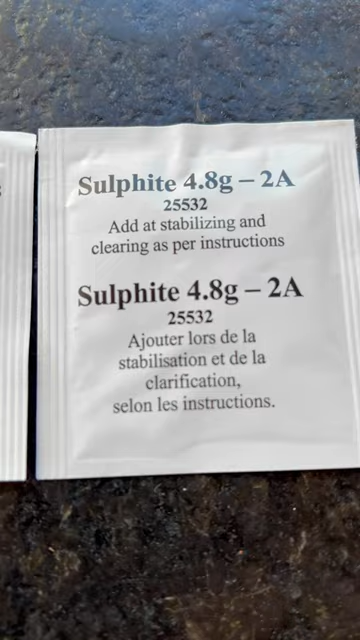 Sulphite 4.8g – 2A
25532
Add at stabilizing and
clearing as per instructions
Sulphite 4.8g – 2A
25532
Ajouter lors de la
stabilisation et de la
clarification,
selon les instructions.